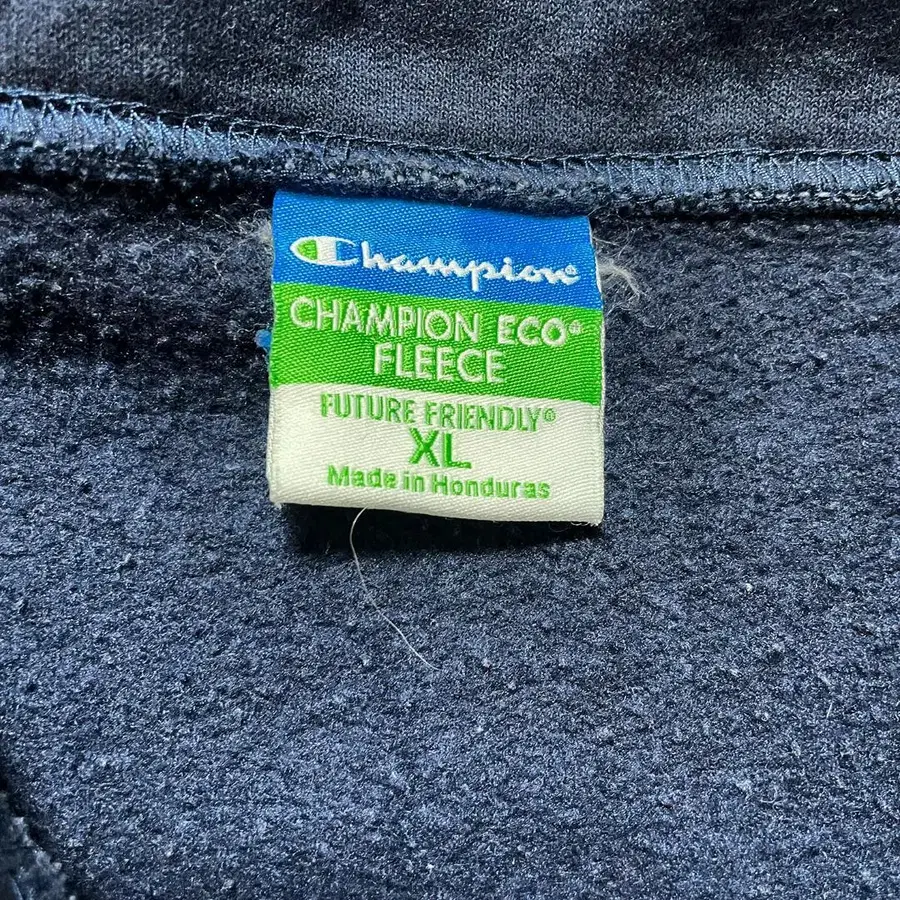 Champion®
CHAMPION ECO®
FLEECE
FUTURE FRIENDLY®
XL
Made in Honduras